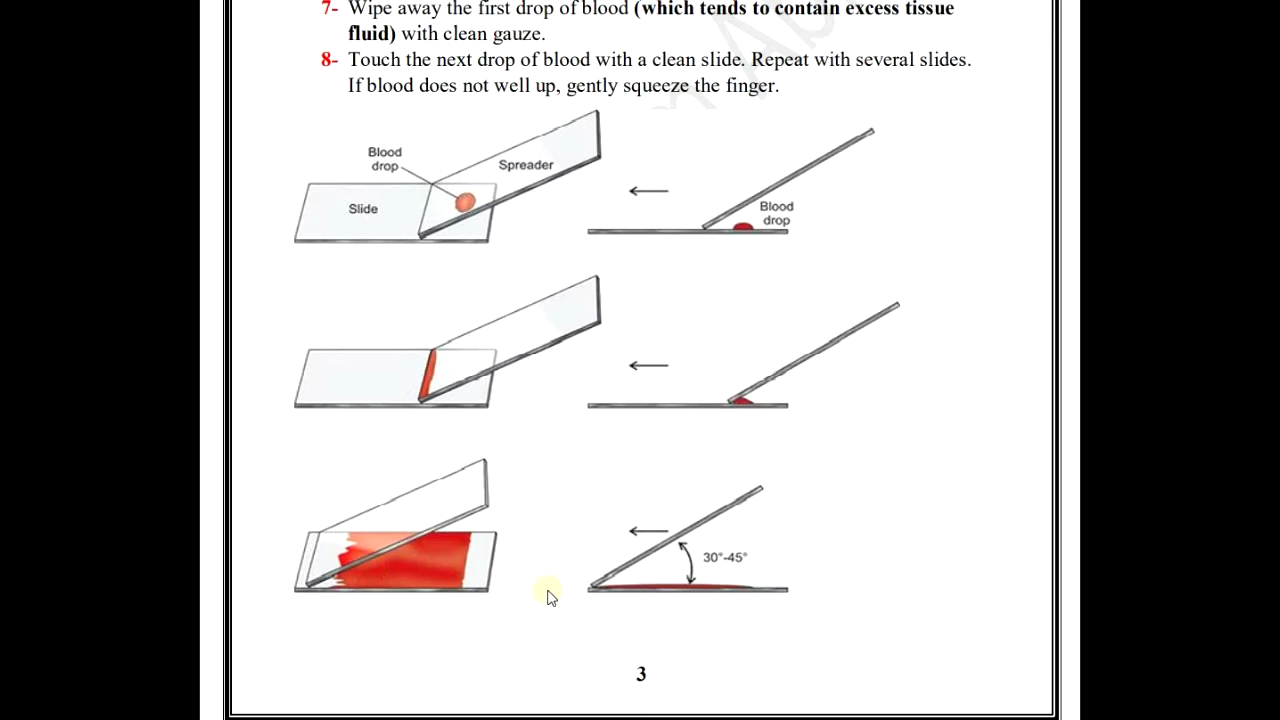 7- Wipe away the first drop of blood (which tends to contain excess tissue
fluid) with clean gauze.
8- Touch the next drop of blood with a clean slide. Repeat with several slides.
If blood does not well up, gently squeeze the finger.
Blood
drop
Spreader
Slide
Blood
drop
30°-45°
3